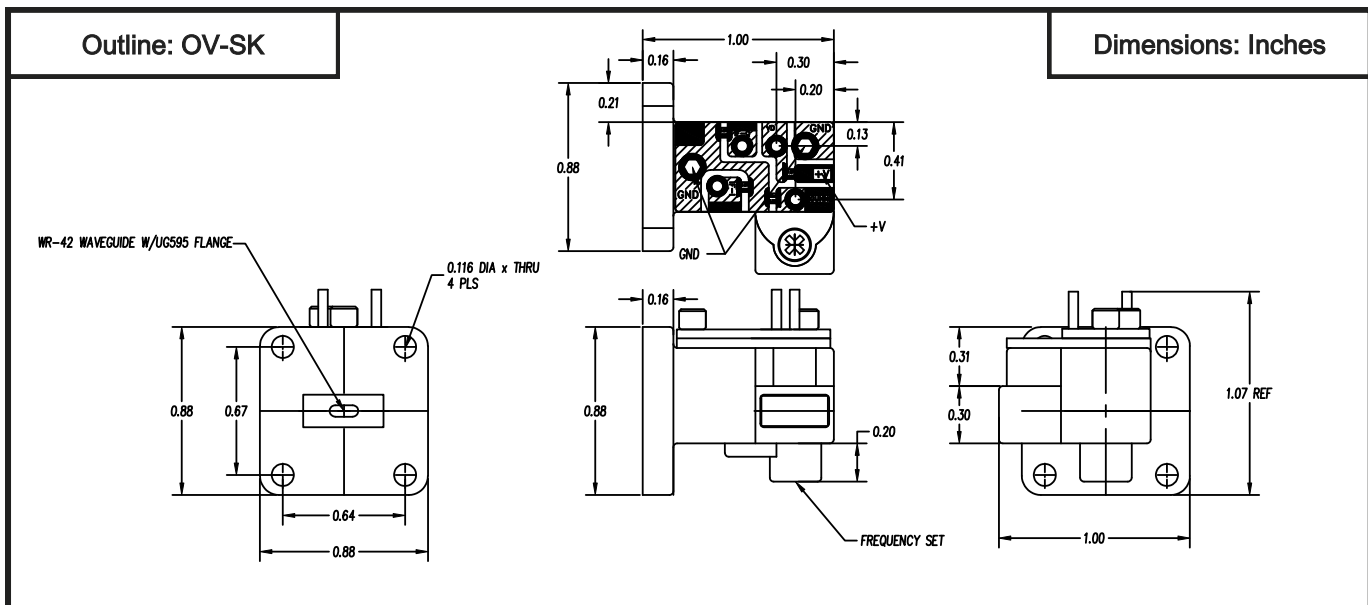 Outline: OV-SK
Dimensions: Inches
1.00
0.16
0.30
0.20
0.21
0.13
0.88
0.41
GND
GND
+V
+V
GND
WR-42 WAVEGUIDE W/UG595 FLANGE
0.116 DIA x THRU
4 PLS
0.88
0.67
0.64
0.88
0.16
0.88
0.20
FREQUENCY SET
0.31
0.30
1.07 REF
1.00